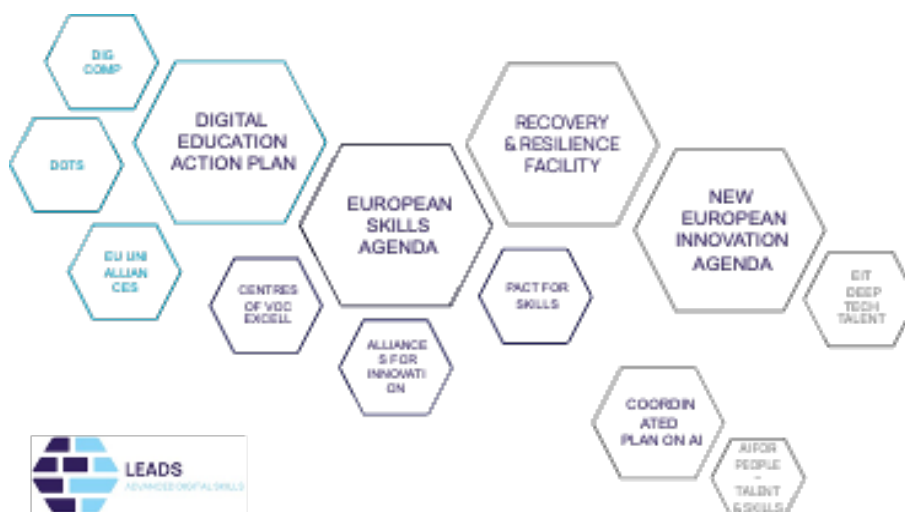 DIG
COMP
DIGITAL
EDUCATION
ACTION PLAN
RECOVERY
& RESILIENCE
FACILITY
DOTS
EUROPEAN
SKILLS
AGENDA
NEW
EUROPEAN
INNOVATION
AGENDA
EU UNI
ALLIAN
CES
CENTRES
OF VOC
EXCELL
PACT FOR
SKILLS
EIT
DEEP
TECH
TALENT
ALLIANCE
S FOR
INNOVATI
ON
COORDIN
ATED
PLAN ON AI
AI FOR
PEOPLE
–
TALENT
& SKILLS
LEADS
ADVANCED DIGITAL SKILLS